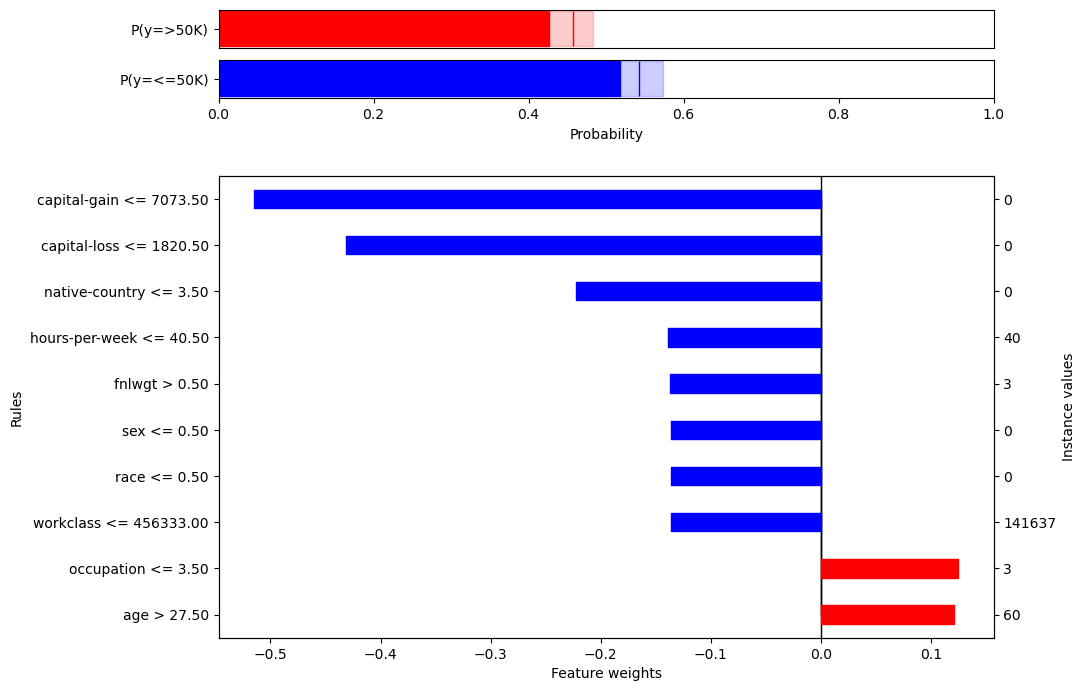 P(y=>50K)
P(y=<=50K)
0.0 0.2 0.4 0.6 0.8 1.0
Probability
Rules
capital-gain <= 7073.50 0
capital-loss <= 1820.50 0
native-country <= 3.50 0
hours-per-week <= 40.50 40
fnlwgt > 0.50 3
sex <= 0.50 0
race <= 0.50 0
workclass <= 456333.00 141637
occupation <= 3.50 3
age > 27.50 60
Instance values
−0.5 −0.4 −0.3 −0.2 −0.1 0.0 0.1
Feature weights